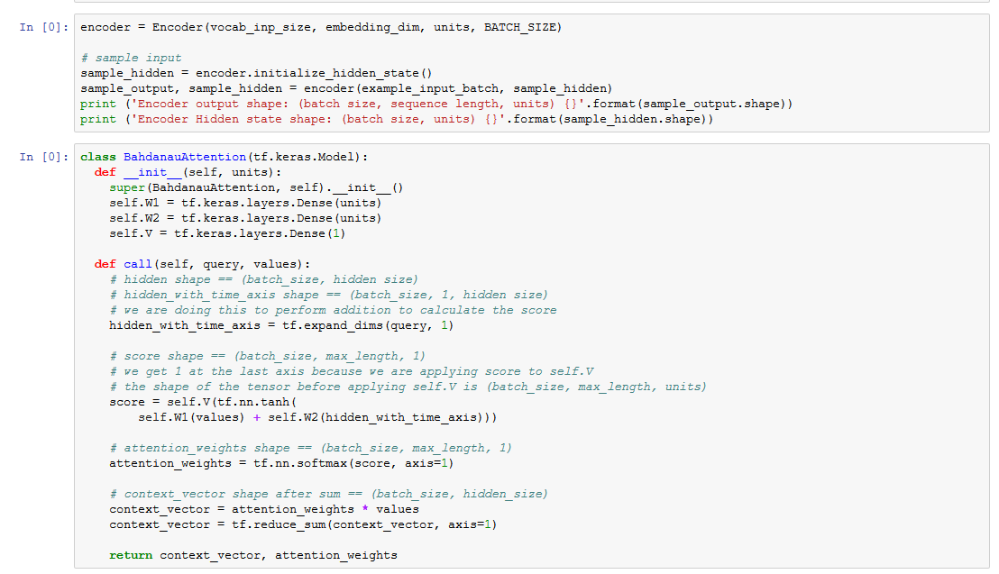 In [0]: encoder = Encoder(vocab_inp_size, embedding_dim, units, BATCH_SIZE)

# sample input
sample_hidden = encoder.initialize_hidden_state()
sample_output, sample_hidden = encoder(example_input_batch, sample_hidden)
print ('Encoder output shape: (batch size, sequence length, units) {}'.format(sample_output.shape))
print ('Encoder Hidden state shape: (batch size, units) {}'.format(sample_hidden.shape))

In [0]: class BahdanauAttention(tf.keras.Model):
  def __init__(self, units):
    super(BahdanauAttention, self).__init__()
    self.W1 = tf.keras.layers.Dense(units)
    self.W2 = tf.keras.layers.Dense(units)
    self.V = tf.keras.layers.Dense(1)

  def call(self, query, values):
    # hidden shape == (batch_size, hidden size)
    # hidden_with_time_axis shape == (batch_size, 1, hidden size)
    # we are doing this to perform addition to calculate the score
    hidden_with_time_axis = tf.expand_dims(query, 1)

    # score shape == (batch_size, max_length, 1)
    # we get 1 at the last axis because we are applying score to self.V
    # the shape of the tensor before applying self.V is (batch_size, max_length, units)
    score = self.V(tf.nn.tanh(
        self.W1(values) + self.W2(hidden_with_time_axis)))

    # attention_weights shape == (batch_size, max_length, 1)
    attention_weights = tf.nn.softmax(score, axis=1)

    # context_vector shape after sum == (batch_size, hidden_size)
    context_vector = attention_weights * values
    context_vector = tf.reduce_sum(context_vector, axis=1)

    return context_vector, attention_weights